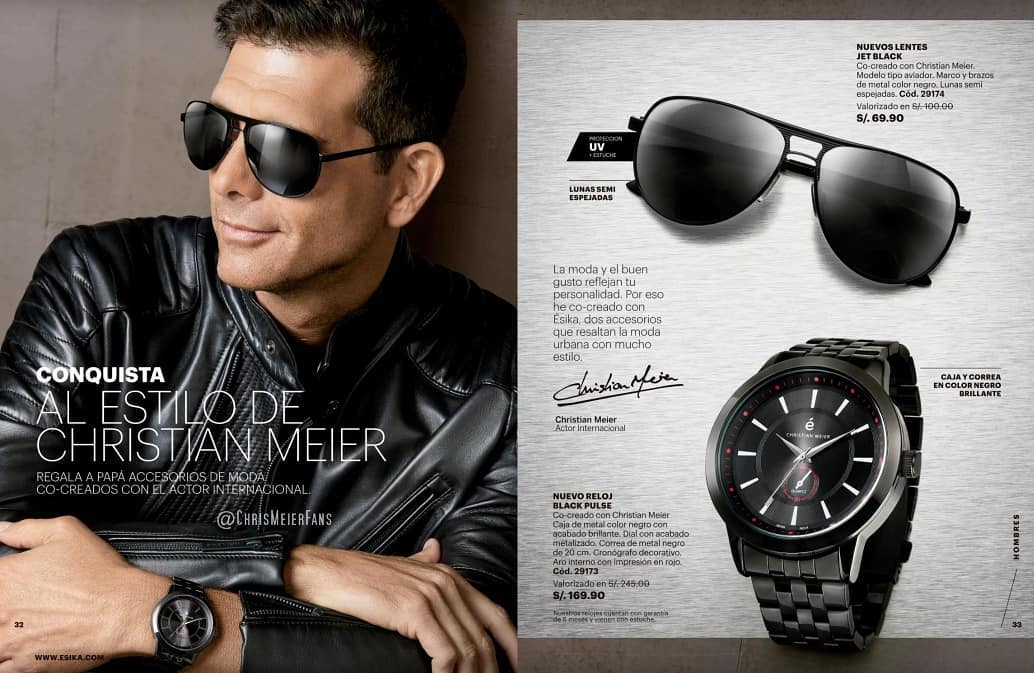 CONQUISTA
AL ESTILO DE
CHRISTIAN MEIER
REGALA A PAPÁ ACCESORIOS DE MODA
CO-CREADOS CON EL ACTOR INTERNACIONAL.
@CHRISMEIERFANS
32
WWW.ESIKA.COM
NUEVOS LENTES
JET BLACK
Co-creado con Christian Meier.
Modelo tipo aviador. Marco y brazos
de metal color negro. Lunas semi
espejadas. Cód. 29174
Valorizado en S/. 100.00
S/. 69.90
PROTECCION
UV
+ ESTUCHE
LUNAS SEMI
ESPEJADAS
La moda y el buen
gusto reflejan tu
personalidad. Por eso
he co-creado con
Ésika, dos accesorios
que resaltan la moda
urbana con mucho
estilo.
Christian Meier
Christian Meier
Actor Internacional
CAJA Y CORREA
EN COLOR NEGRO
BRILLANTE
é
CHRISTIAN MEIER
NUEVO RELOJ
BLACK PULSE
Co-creado con Christian Meier
Caja de metal color negro con
acabado brillante. Dial con acabado
metalizado. Correa de metal negro
de 20 cm. Cronógrafo decorativo.
Aro interno con impresión en rojo.
Cód. 29173
Valorizado en S/. 245.00
S/. 169.90
Nuestros relojes cuentan con garantía
de 6 meses y vienen con estuche.
HOMBRES
33